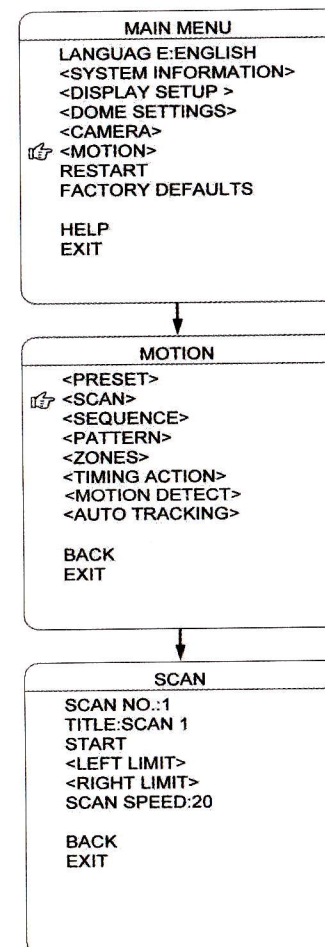 MAIN MENU
LANGUAG E:ENGLISH
<SYSTEM INFORMATION>
<DISPLAY SETUP >
<DOME SETTINGS>
<CAMERA>
<MOTION>
RESTART
FACTORY DEFAULTS
HELP
EXIT
MOTION
<PRESET>
<SCAN>
<SEQUENCE>
<PATTERN>
<ZONES>
<TIMING ACTION>
<MOTION DETECT>
<AUTO TRACKING>
BACK
EXIT
SCAN
SCAN NO.:1
TITLE:SCAN 1
START
<LEFT LIMIT>
<RIGHT LIMIT>
SCAN SPEED:20
BACK
EXIT